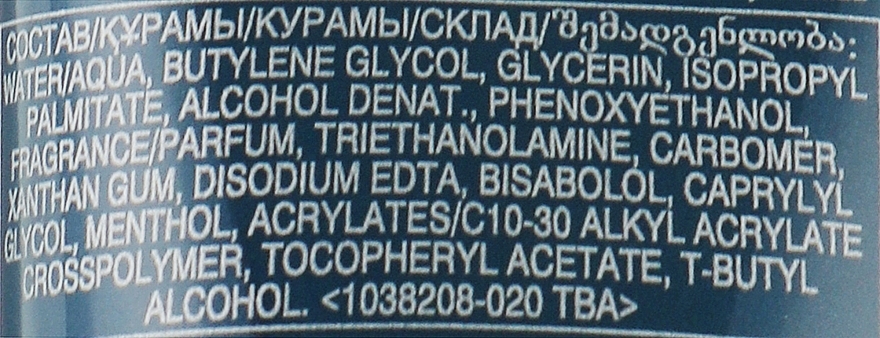 СОСТАВ/ҚҰРАМЫ/КУРАМЫ/СКЛАД/შემადგენლობა:
WATER/AQUA, BUTYLENE GLYCOL, GLYCERIN, ISOPROPYL
PALMITATE, ALCOHOL DENAT., PHENOXYETHANOL,
FRAGRANCE/PARFUM, TRIETHANOLAMINE, CARBOMER,
XANTHAN GUM, DISODIUM EDTA, BISABOLOL, CAPRYLYL
GLYCOL, MENTHOL, ACRYLATES/C10-30 ALKYL ACRYLATE
CROSSPOLYMER, TOCOPHERYL ACETATE, T-BUTYL
ALCOHOL. <1038208-020 TBA>